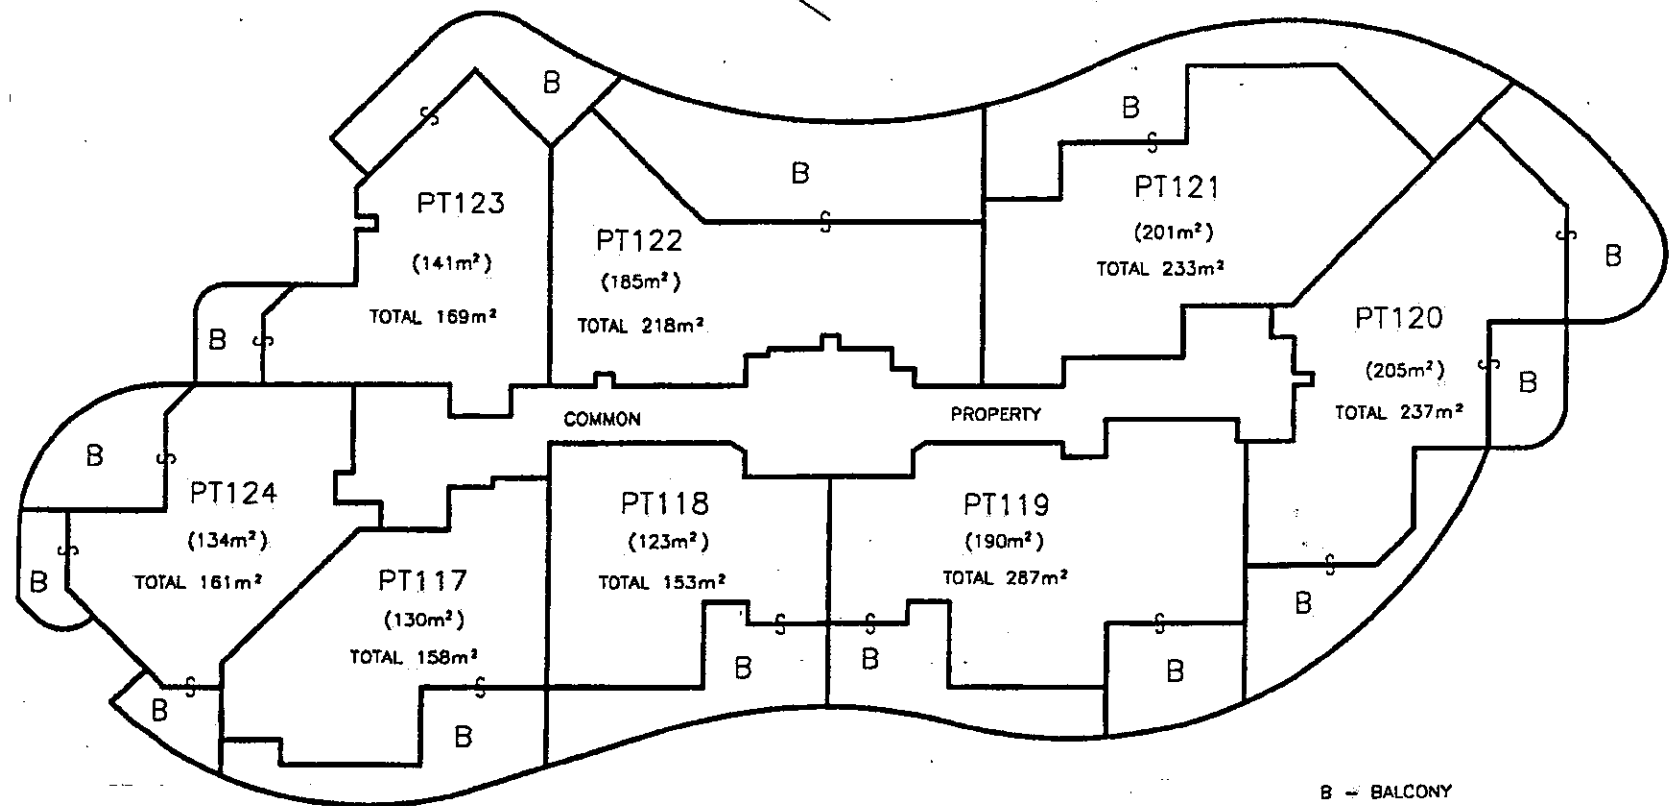 B
B
PT121
(201m²)
TOTAL 233m²
B
PT123
(141m²)
TOTAL 169m²
PT122
(185m²)
TOTAL 218m²
B
B
S
S
S
S
B
S
PT120
(205m²)
TOTAL 237m²
S
B
COMMON
PROPERTY
B
S
PT124
(134m²)
TOTAL 161m²
PT118
(123m²)
TOTAL 153m²
PT119
(190m²)
TOTAL 287m²
B
S
PT117
(130m²)
TOTAL 158m²
S
B
S
B
S
B
S
B
S
B
S
B
B - BALCONY